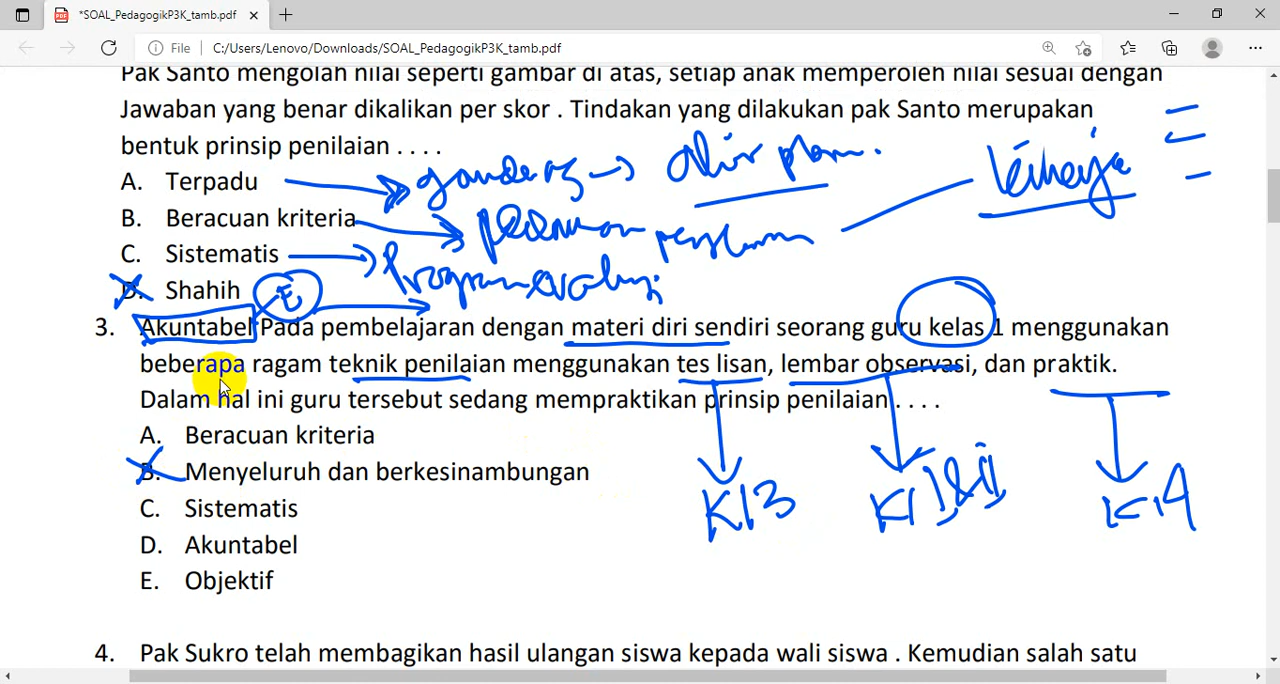 *SOAL_PedagogikP3K_tamb.pdf
File | C:/Users/Lenovo/Downloads/SOAL_PedagogikP3K_tamb.pdf
Pak Santo mengolah nilai seperti gambar di atas, setiap anak memperoleh nilai sesuai dengan
Jawaban yang benar dikalikan per skor . Tindakan yang dilakukan pak Santo merupakan
bentuk prinsip penilaian . . . .
A. Terpadu
B. Beracuan kriteria
C. Sistematis
D. Shahih E
3. Akuntabel Pada pembelajaran dengan materi diri sendiri seorang guru kelas 1 menggunakan
beberapa ragam teknik penilaian menggunakan tes lisan, lembar observasi, dan praktik.
Dalam hal ini guru tersebut sedang mempraktikan prinsip penilaian . . . .
A. Beracuan kriteria
B. Menyeluruh dan berkesinambungan
C. Sistematis
D. Akuntabel
E. Objektif
KI3 KI 4
4. Pak Sukro telah membagikan hasil ulangan siswa kepada wali siswa . Kemudian salah satu